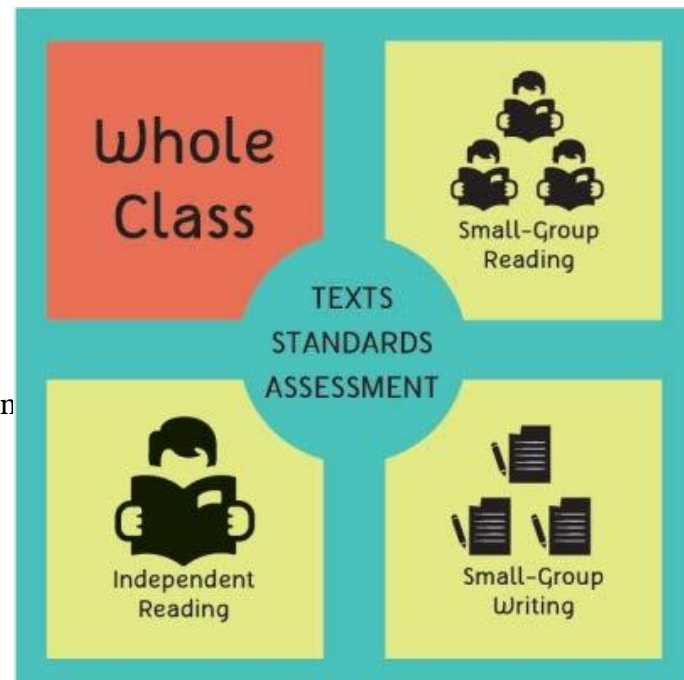 Whole
Class
Small-Group
Reading
TEXTS
STANDARDS
ASSESSMENT
Independent
Reading
Small-Group
Writing